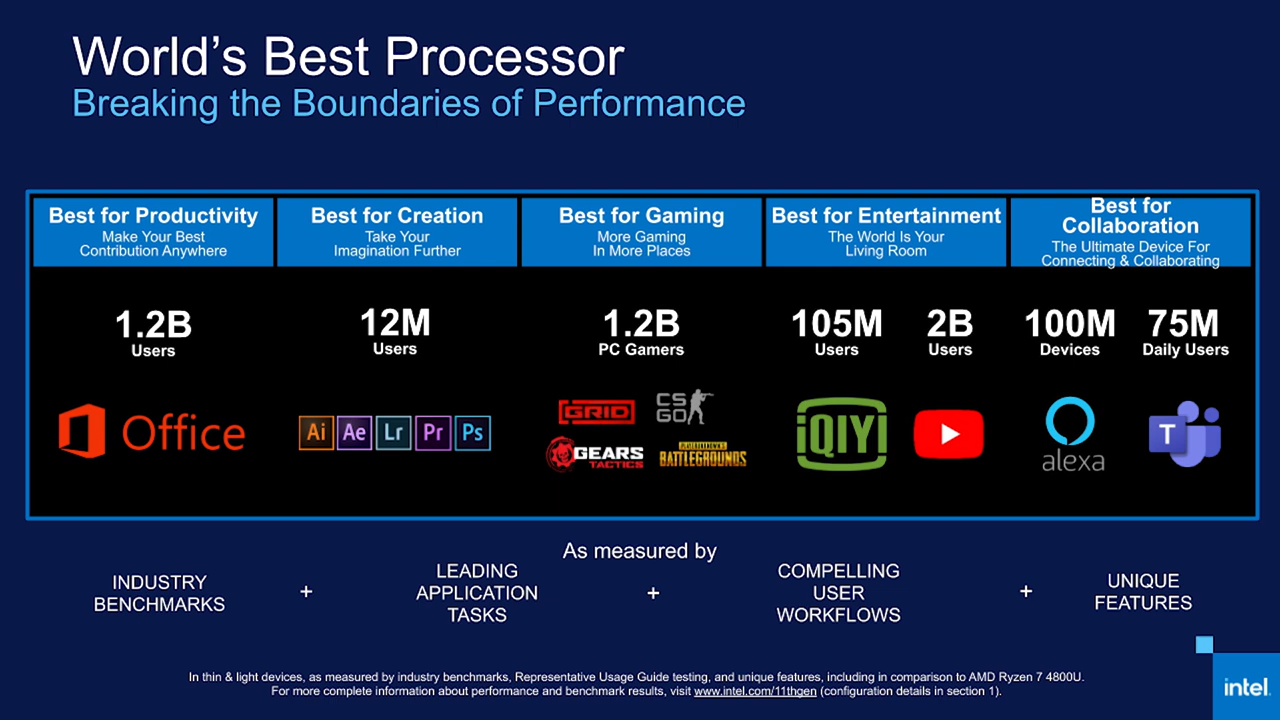 World's Best Processor
Breaking the Boundaries of Performance
Best for Productivity
Make Your Best
Contribution Anywhere
Best for Creation
Take Your
Imagination Further
Best for Gaming
More Gaming
In More Places
Best for Entertainment
The World Is Your
Living Room
Best for
Collaboration
The Ultimate Device For
Connecting & Collaborating
1.2B
Users
12M
Users
1.2B
PC Gamers
105M
Users
2B
Users
100M
Devices
75M
Daily Users
Office
Ai Ae Lr Pr Ps
GRID
CS
GO
GEARS
TACTICS
PLAYERUNKNOWN'S
BATTLEGROUNDS
iQIY
alexa
T
As measured by
INDUSTRY
BENCHMARKS
+
LEADING
APPLICATION
TASKS
+
COMPELLING
USER
WORKFLOWS
+
UNIQUE
FEATURES
In thin & light devices, as measured by industry benchmarks, Representative Usage Guide testing, and unique features, including in comparison to AMD Ryzen 7 4800U.
For more complete information about performance and benchmark results, visit www.intel.com/11thgen (configuration details in section 1).
intel.